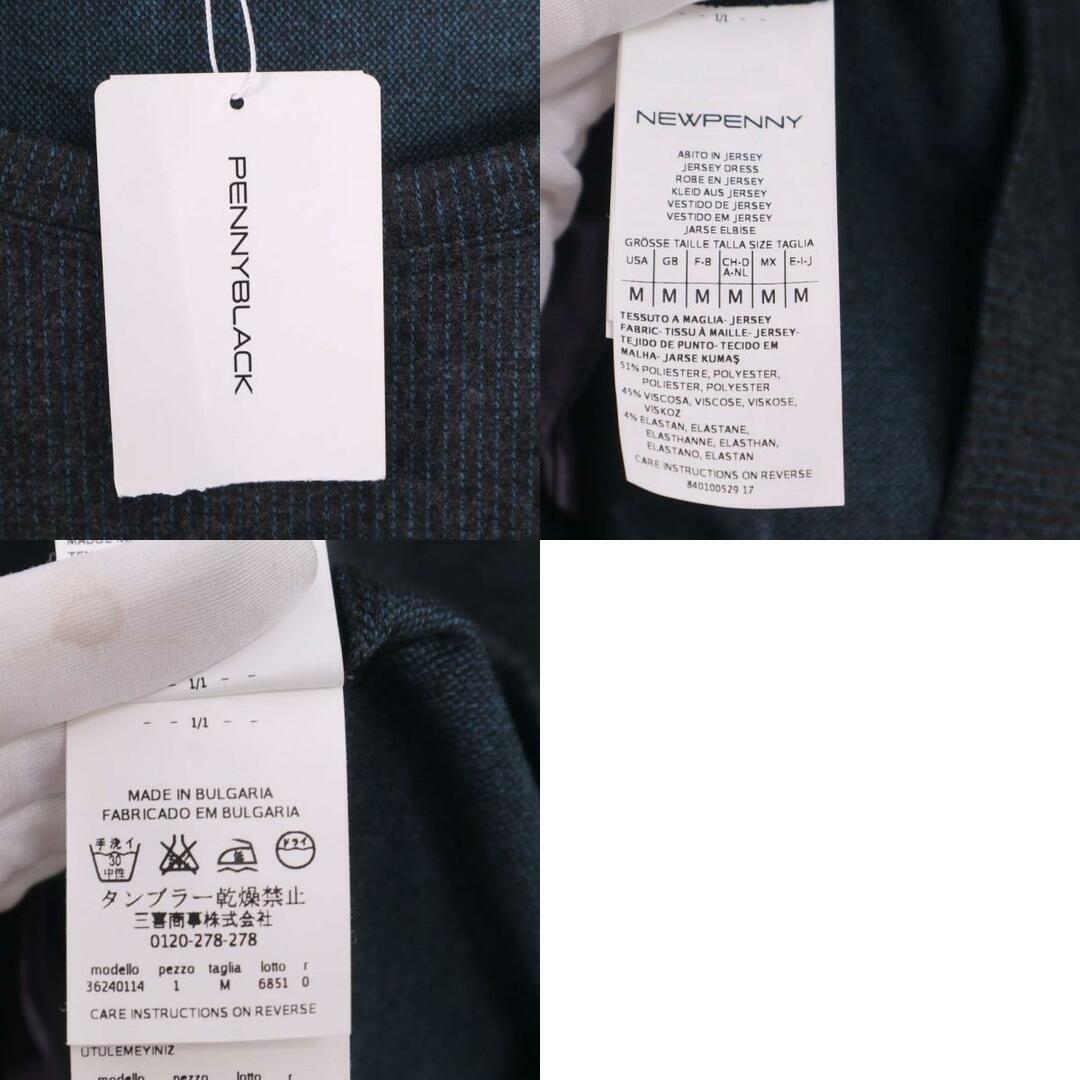 PENNYBLACK
1/1
NEWPENNY
ABITO IN JERSEY
JERSEY DRESS
ROBE EN JERSEY
KLEID AUS JERSEY
VESTIDO DE JERSEY
VESTIDO EM JERSEY
JARSE ELBISE
GRÖSSE TAILLE TALLA SIZE TAGLIA
USA GB F-B CH-D A-NL MX E-I-J
M M M M M M
TESSUTO A MAGLIA- JERSEY
FABRIC- TISSU À MAILLE- JERSEY-
TEJIDO DE PUNTO- TECIDO EM
MALHA- JARSE KUMAŞ
51% POLIESTERE, POLYESTER,
POLIESTER, POLYESTER
45% VISCOSA, VISCOSE, VISKOSE,
VISKOZ
4% ELASTAN, ELASTANE,
ELASTHANNE, ELASTHAN,
ELASTANO, ELASTAN
CARE INSTRUCTIONS ON REVERSE
840100529 17
- 1/1 - -
- - 1/1 - -
MADE IN BULGARIA
FABRICADO EM BULGARIA
手洗イ 30 中性 低 ドライ
タンブラー乾燥禁止
三喜商事株式会社
0120-278-278
modello pezzo taglia lotto r
36240114 1 M 6851 0
CARE INSTRUCTIONS ON REVERSE
ÜTÜLEMEYINIZ
modello pezzo lotto r